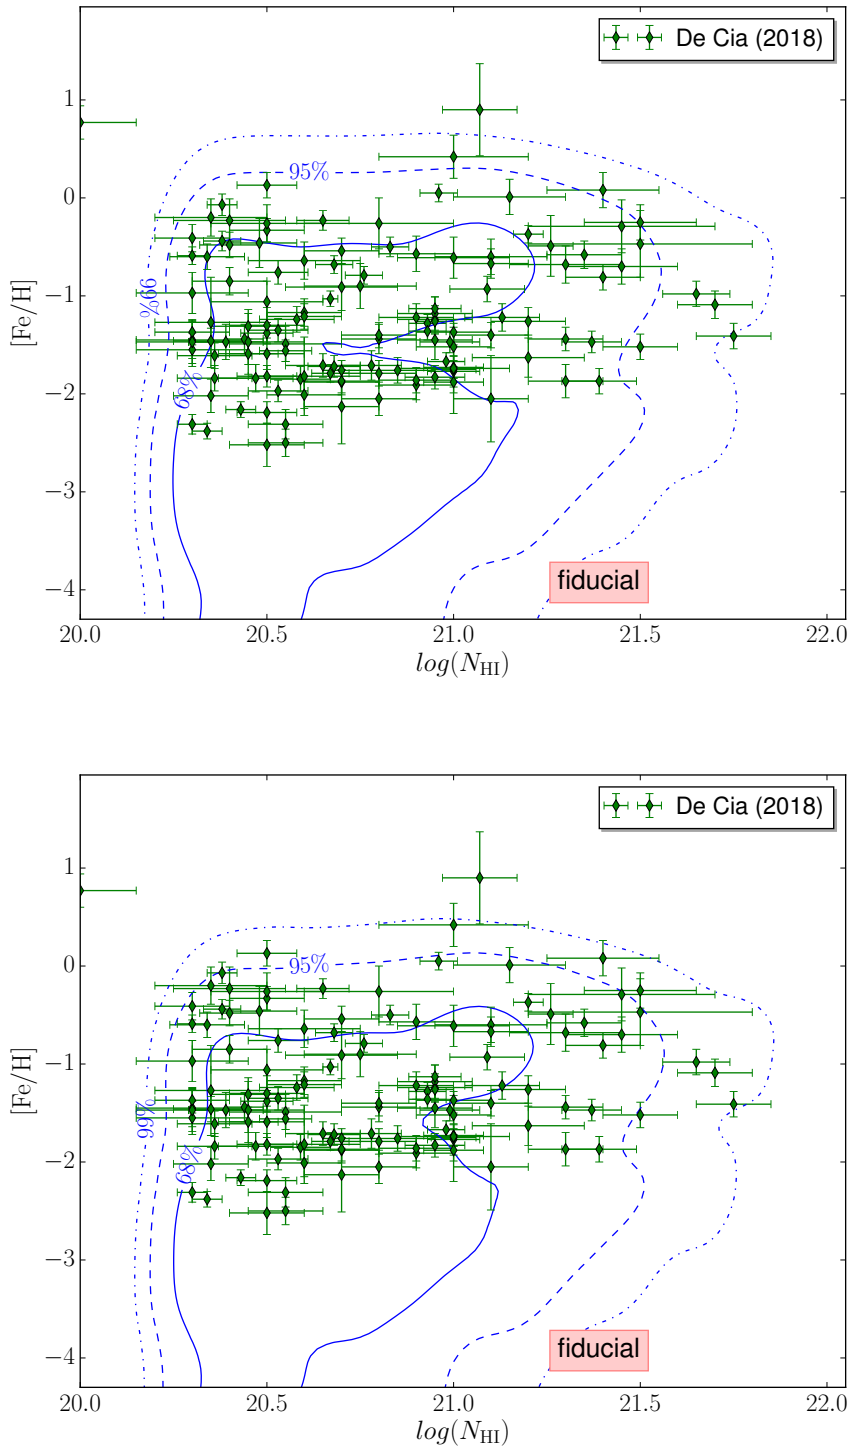 De Cia (2018)
1
95%
0
99%
−1
[Fe/H]
68%
−2
−3
−4
fiducial
20.0 20.5 21.0 21.5 22.0
log(N_HI)
De Cia (2018)
1
95%
0
−1
99%
[Fe/H]
68%
−2
−3
fiducial
−4
20.0 20.5 21.0 21.5 22.0
log(N_HI)